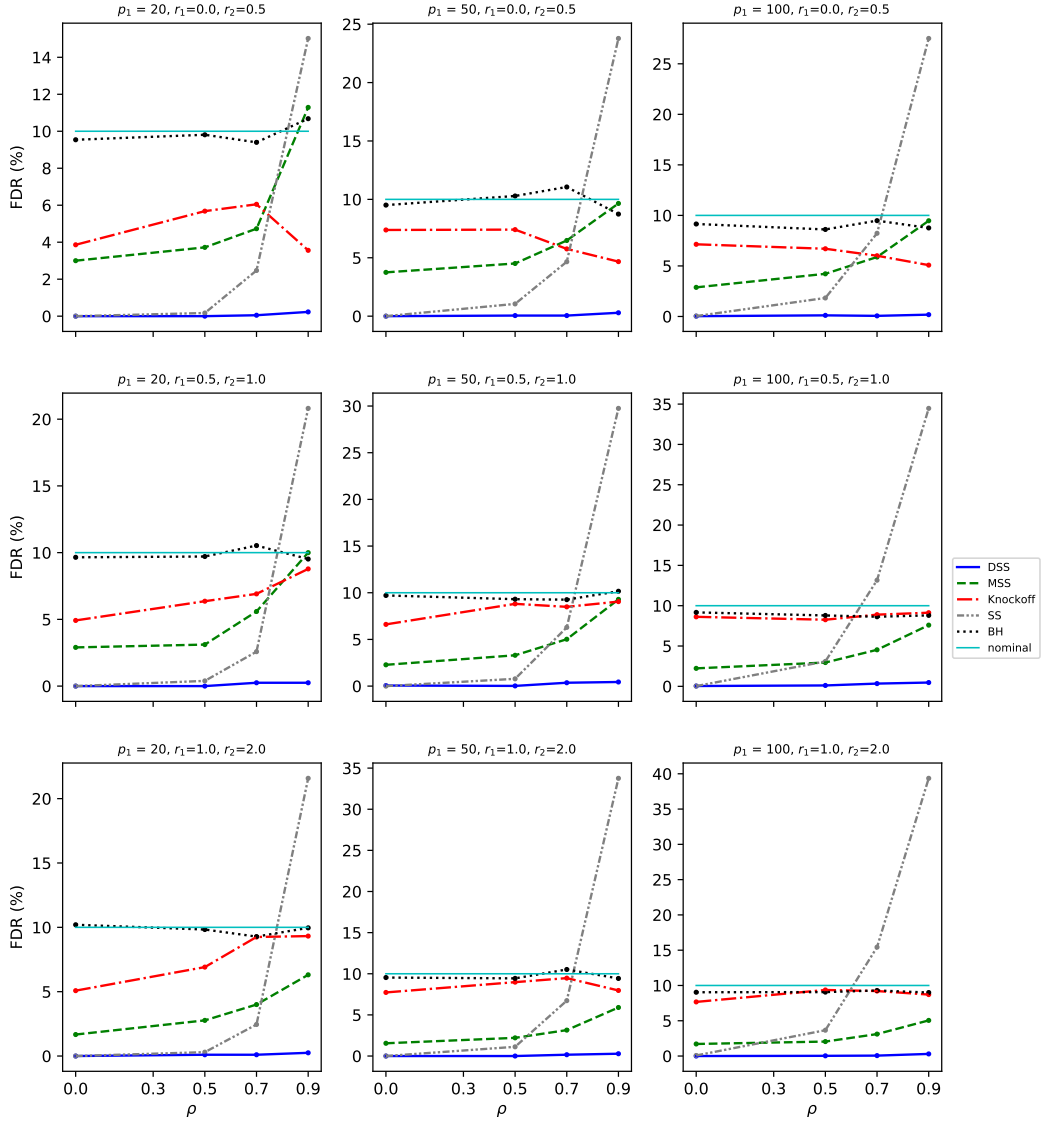 p₁ = 20, r₁=0.0, r₂=0.5
p₁ = 50, r₁=0.0, r₂=0.5
p₁ = 100, r₁=0.0, r₂=0.5
FDR (%)
14
12
10
8
6
4
2
0
25
20
15
10
5
0
25
20
15
10
5
0
p₁ = 20, r₁=0.5, r₂=1.0
p₁ = 50, r₁=0.5, r₂=1.0
p₁ = 100, r₁=0.5, r₂=1.0
FDR (%)
20
15
10
5
0
30
25
20
15
10
5
0
35
30
25
20
15
10
5
0
DSS
MSS
Knockoff
SS
BH
nominal
p₁ = 20, r₁=1.0, r₂=2.0
p₁ = 50, r₁=1.0, r₂=2.0
p₁ = 100, r₁=1.0, r₂=2.0
FDR (%)
20
15
10
5
0
35
30
25
20
15
10
5
0
40
35
30
25
20
15
10
5
0
0.0 0.3 0.5 0.7 0.9
0.0 0.3 0.5 0.7 0.9
0.0 0.3 0.5 0.7 0.9
ρ
ρ
ρ